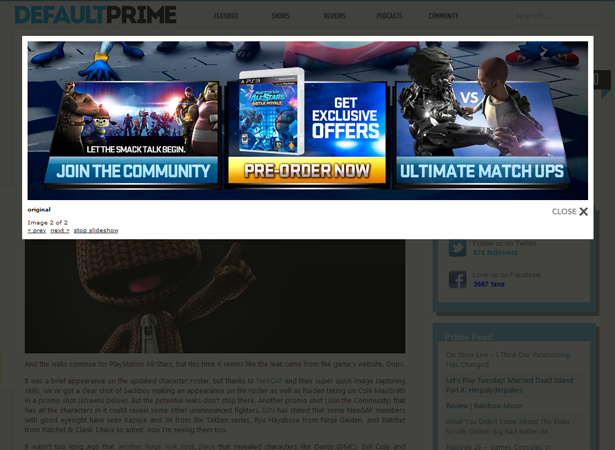 DEFAULTPRIME
FEATURED SHOWS REVIEWS PODCASTS COMMUNITY
search...
PS3
PLAYSTATION
ALL-STARS
BATTLE ROYALE
LET THE SMACK TALK BEGIN.
JOIN THE COMMUNITY
GET
EXCLUSIVE
OFFERS
PRE-ORDER NOW
VS
ULTIMATE MATCH UPS
original
CLOSE X
Image 2 of 2
< prev next > stop slideshow
Follow us on Twitter
674 followers
Love us on Facebook
3667 fans
And the leaks continue for PlayStation All-Stars, but this time it seems like the leak came from the game's website. Oops.
It was a brief appearance on the updated character roster, but thanks to NeoGAF and their super quick image capturing
skills, we've got a clear shot of Sackboy making an appearance on the roster as well as Raiden taking on Cole MacGrath
in a promo shot (screens below). But the potential leaks don't stop there. Another promo shot (Join the Community) that
has all the characters in it could reveal some other unannounced fighters. IGN has stated that some NeoGAF members
with good eyesight have seen Kazuya and Jin from the Tekken series, Ryu Hayabusa from Ninja Gaiden, and Ratchet
from Ratchet & Clank. I have to admit, now I'm seeing them too.
It wasn't too long ago that another huge leak took place that revealed characters like Dante (DMC), Evil Cole and
Prime Feed
On Xbox Live – I Think Our Relationship
Has Changed
Let's Play Tuesday: Married Dead Island
Part 8: Herpalyderpalies
Review | Rainbow Moon
What You Didn't Know About The Elder
Scrolls Online: Big bad Bethesda
Episode 26 – Games Consoles or